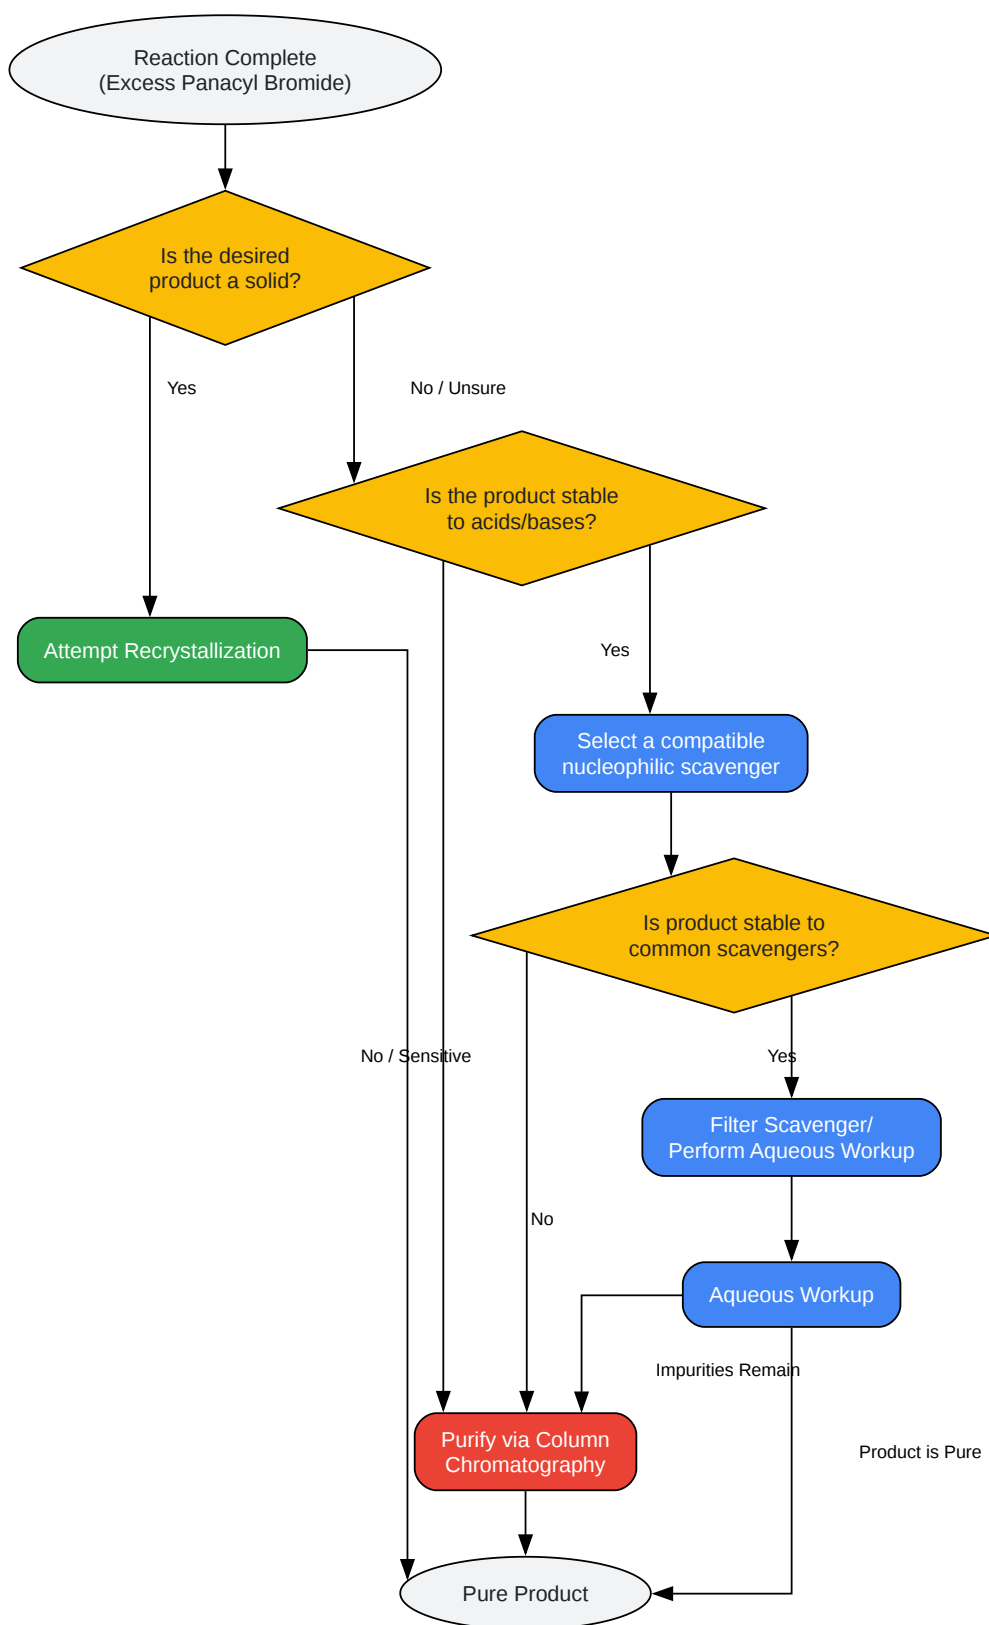 Reaction Complete
(Excess Panacyl Bromide)
Is the desired
product a solid?
Yes
No / Unsure
Is the product stable
to acids/bases?
Attempt Recrystallization
Yes
Select a compatible
nucleophilic scavenger
Is product stable to
common scavengers?
No / Sensitive
Yes
Filter Scavenger/
Perform Aqueous Workup
No
Aqueous Workup
Impurities Remain
Purify via Column
Chromatography
Product is Pure
Pure Product